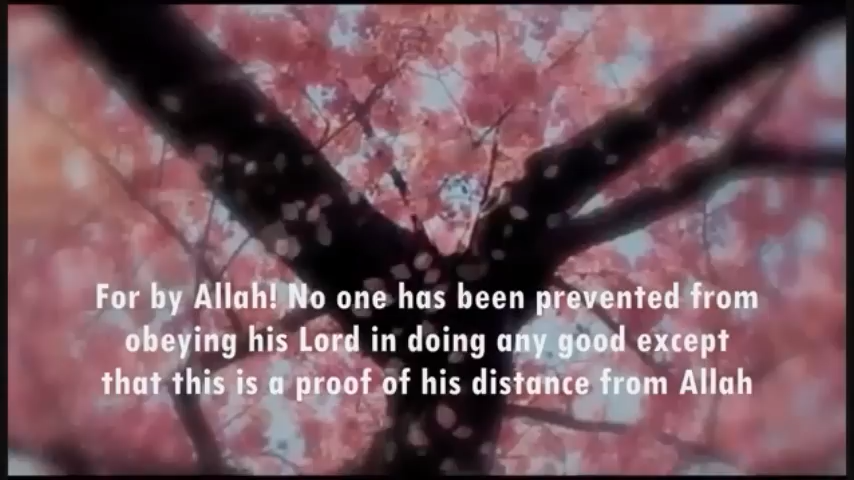 For by Allah! No one has been prevented from
obeying his Lord in doing any good except
that this is a proof of his distance from Allah